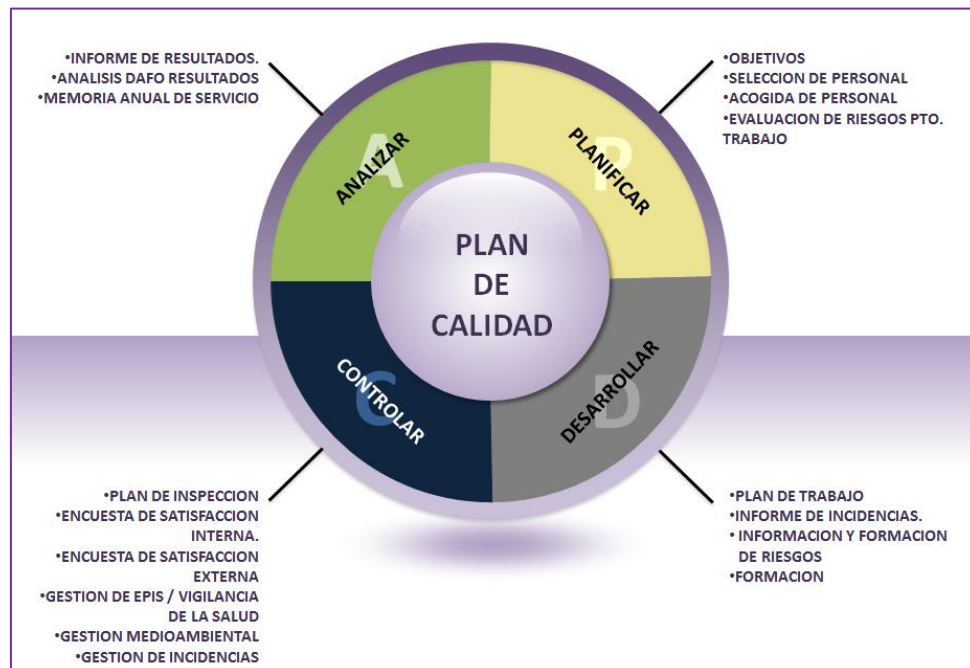 •INFORME DE RESULTADOS.
•ANALISIS DAFO RESULTADOS
•MEMORIA ANUAL DE SERVICIO
•OBJETIVOS
•SELECCION DE PERSONAL
•ACOGIDA DE PERSONAL
•EVALUACION DE RIESGOS PTO.
TRABAJO
A
ANALIZAR
P
PLANIFICAR
PLAN
DE
CALIDAD
C
CONTROLAR
D
DESARROLLAR
•PLAN DE INSPECCION
•ENCUESTA DE SATISFACCION
INTERNA.
•ENCUESTA DE SATISFACCION
EXTERNA
•GESTION DE EPIS / VIGILANCIA
DE LA SALUD
•GESTION MEDIOAMBIENTAL
•GESTION DE INCIDENCIAS
•PLAN DE TRABAJO
•INFORME DE INCIDENCIAS.
• INFORMACION Y FORMACION
DE RIESGOS
•FORMACION